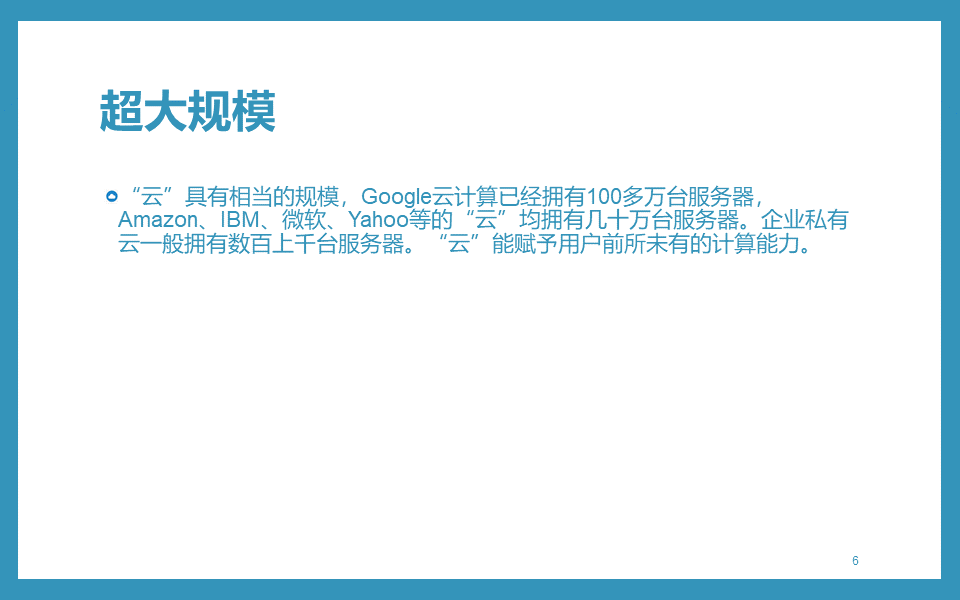 超大规模
“云”具有相当的规模，Google云计算已经拥有100多万台服务器，
Amazon、IBM、微软、Yahoo等的“云”均拥有几十万台服务器。企业私有
云一般拥有数百上千台服务器。“云”能赋予用户前所未有的计算能力。
6